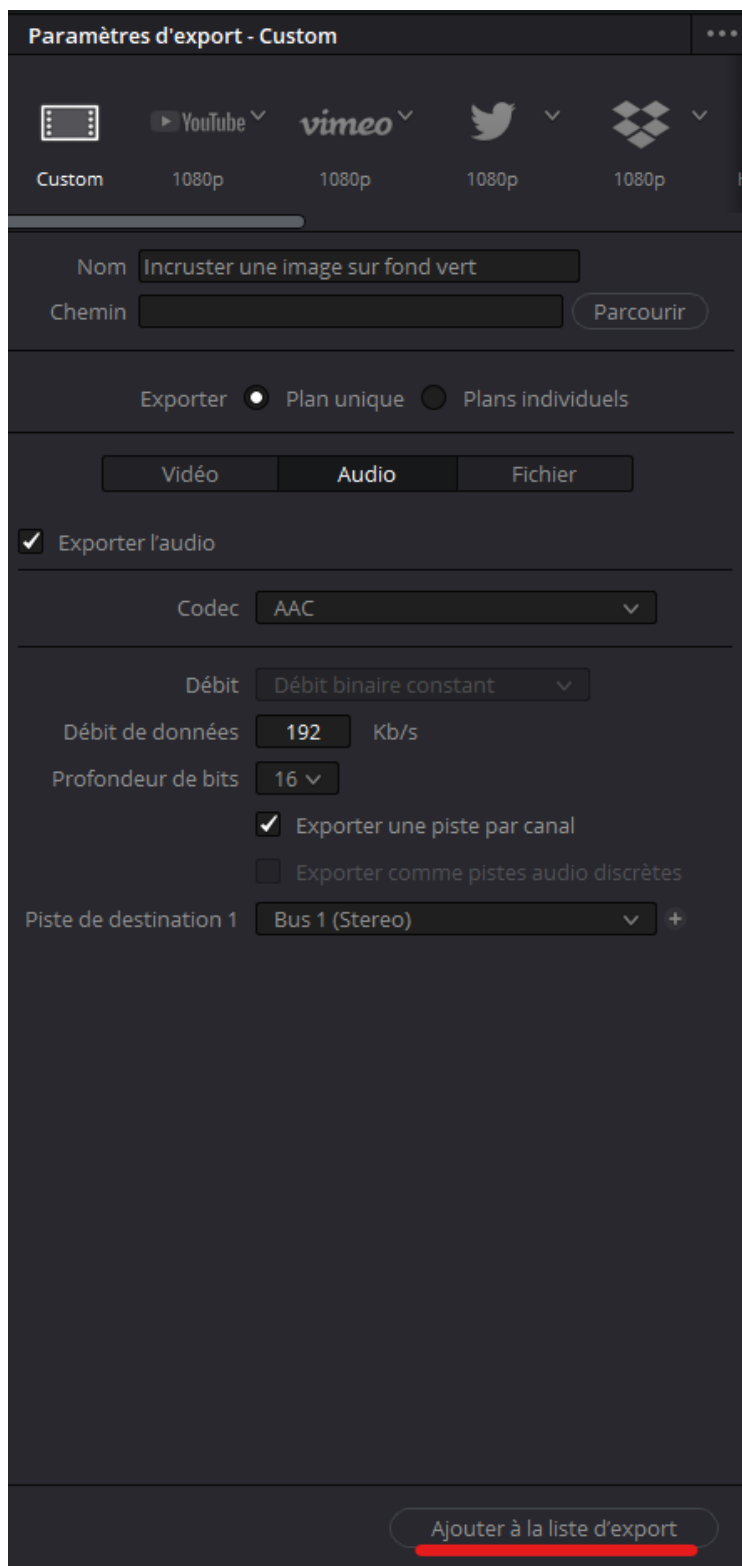 Paramètres d'export - Custom
YouTube vimeo
Custom 1080p 1080p 1080p 1080p
Nom Incruster une image sur fond vert
Chemin Parcourir
Exporter Plan unique Plans individuels
Vidéo Audio Fichier
Exporter l'audio
Codec AAC
Débit Débit binaire constant
Débit de données 192 Kb/s
Profondeur de bits 16
Exporter une piste par canal
Exporter comme pistes audio discrètes
Piste de destination 1 Bus 1 (Stereo)
Ajouter à la liste d'export